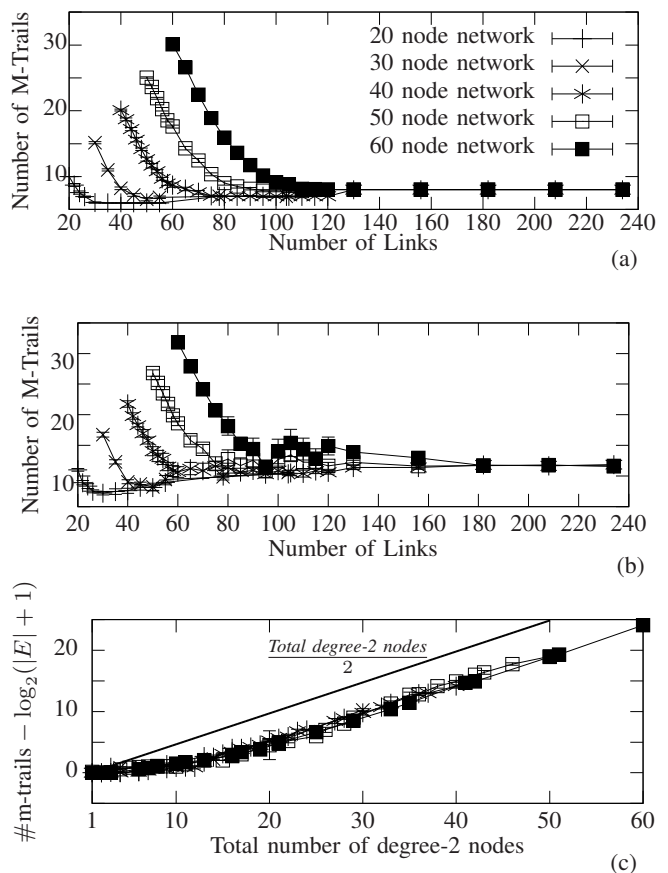 Number of M-Trails
30
20
10
20 40 60 80 100 120 140 160 180 200 220 240
Number of Links
20 node network
30 node network
40 node network
50 node network
60 node network
(a)
Number of M-Trails
30
20
10
20 40 60 80 100 120 140 160 180 200 220 240
Number of Links
(b)
#m-trails − log₂(|E| + 1)
20
10
0
Total degree-2 nodes
2
1 10 20 30 40 50 60
Total number of degree-2 nodes
(c)